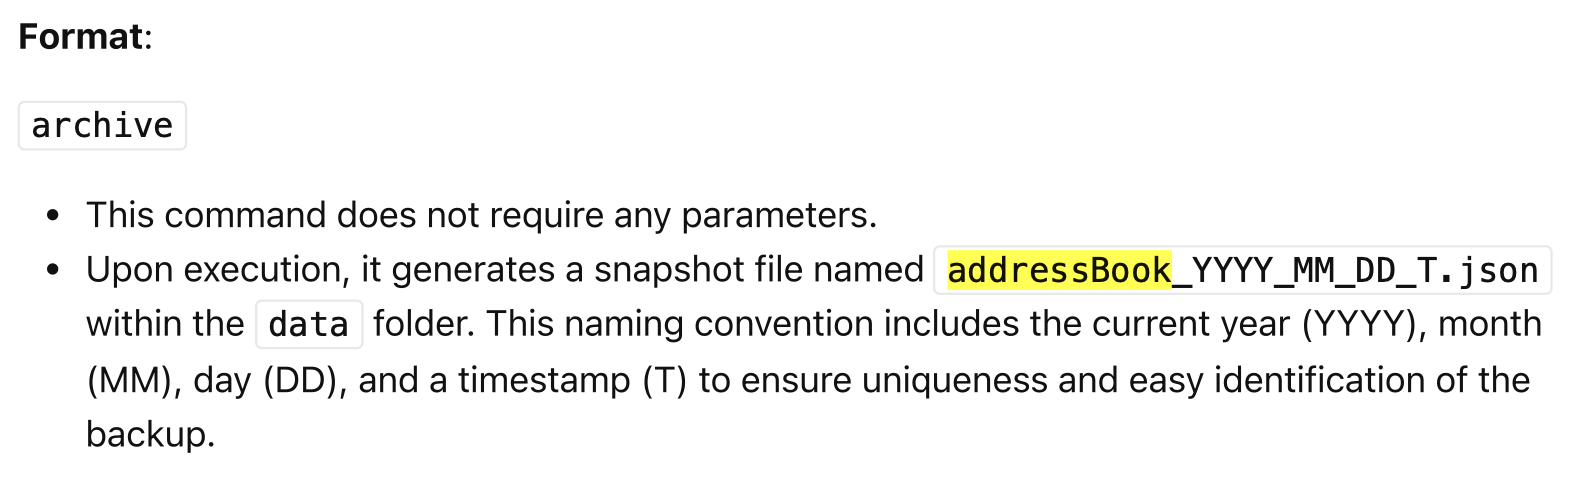 Format:
archive
• This command does not require any parameters.
• Upon execution, it generates a snapshot file named addressBook_YYYY_MM_DD_T.json
within the data folder. This naming convention includes the current year (YYYY), month
(MM), day (DD), and a timestamp (T) to ensure uniqueness and easy identification of the
backup.